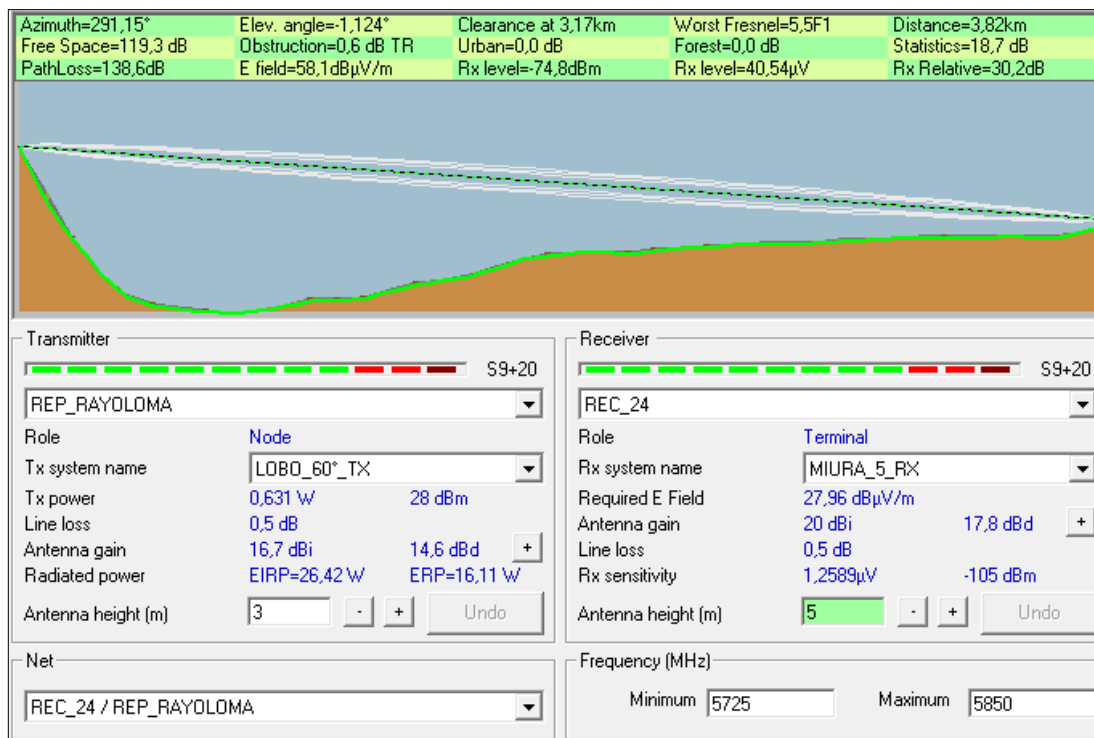 Azimuth=291,15° Elev. angle=-1,124° Clearance at 3,17km Worst Fresnel=5,5F1 Distance=3,82km
Free Space=119,3 dB Obstruction=0,6 dB TR Urban=0,0 dB Forest=0,0 dB Statistics=18,7 dB
PathLoss=138,6dB E field=58,1dBµV/m Rx level=-74,8dBm Rx level=40,54µV Rx Relative=30,2dB
Transmitter
S9+20
REP_RAYOLOMA
Role Node
Tx system name LOBO_60°_TX
Tx power 0,631 W 28 dBm
Line loss 0,5 dB
Antenna gain 16,7 dBi 14,6 dBd +
Radiated power EIRP=26,42 W ERP=16,11 W
Antenna height (m) 3 - + Undo
Net
REC_24 / REP_RAYOLOMA
Receiver
S9+20
REC_24
Role Terminal
Rx system name MIURA_5_RX
Required E Field 27,96 dBµV/m
Antenna gain 20 dBi 17,8 dBd +
Line loss 0,5 dB
Rx sensitivity 1,2589µV -105 dBm
Antenna height (m) 5 - + Undo
Frequency (MHz)
Minimum 5725 Maximum 5850